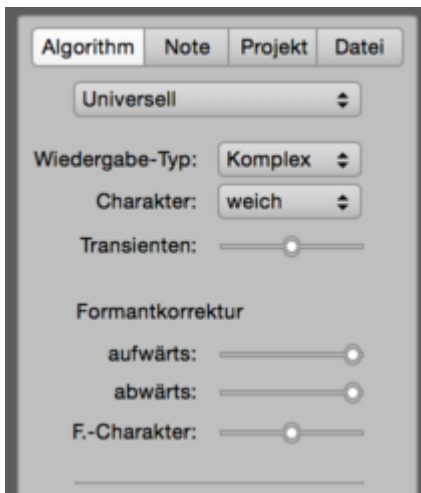 Algorithm Note Projekt Datei
Universell
Wiedergabe-Typ: Komplex
Charakter: weich
Transienten:
Formantkorrektur
aufwärts:
abwärts:
F.-Charakter: